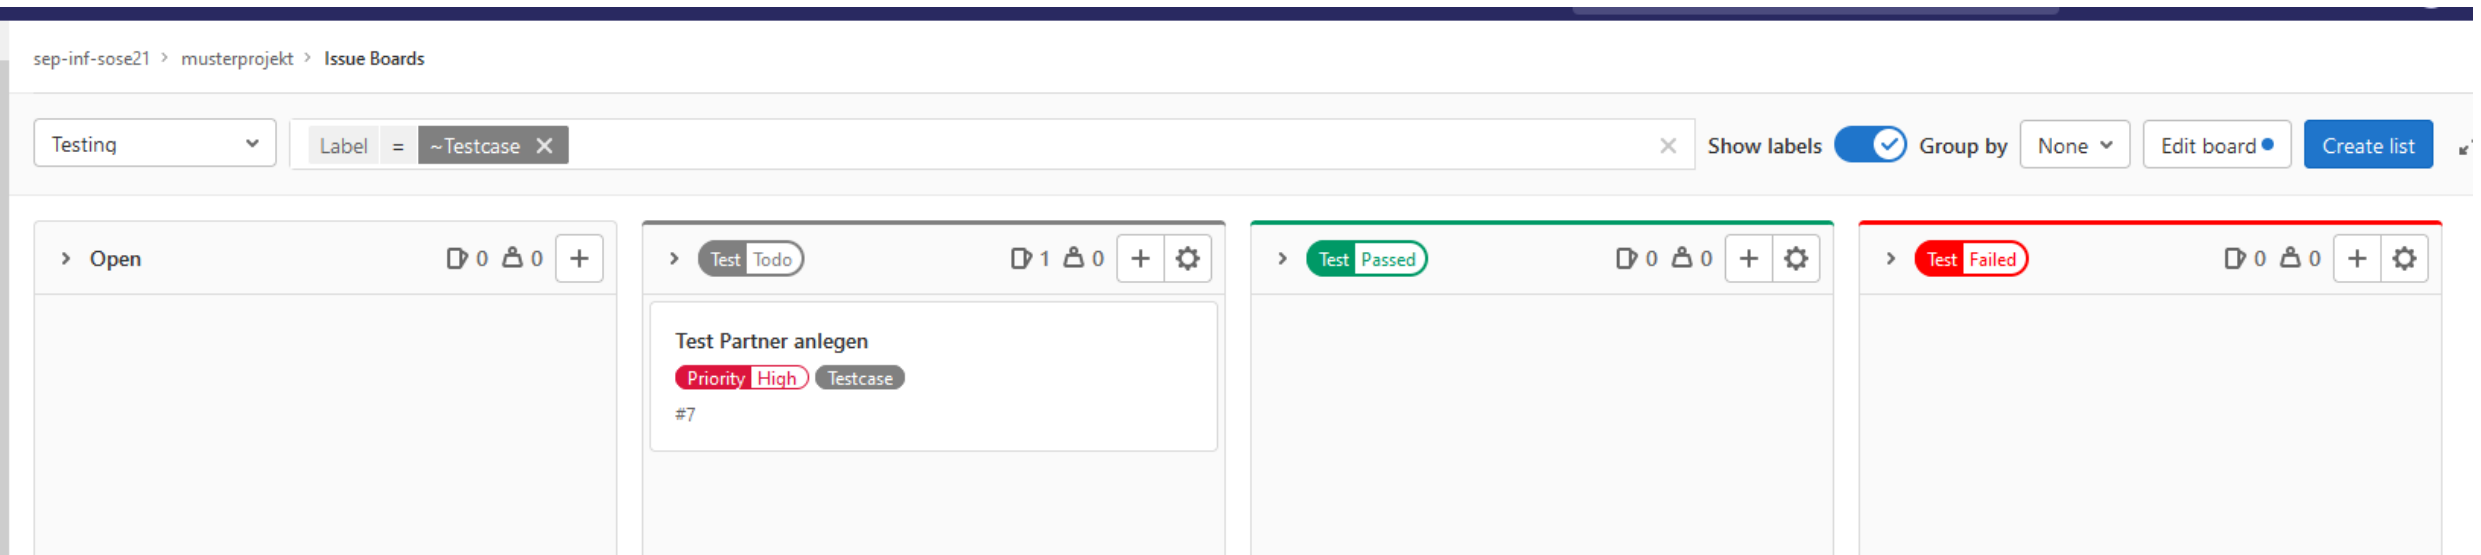 sep-inf-sose21 > musterprojekt > Issue Boards
Testing Label = ~Testcase Show labels Group by None Edit board Create list
Open 0 0 + Test Todo 1 0 + Test Passed 0 0 + Test Failed 0 0 +
Test Partner anlegen
Priority High Testcase
#7